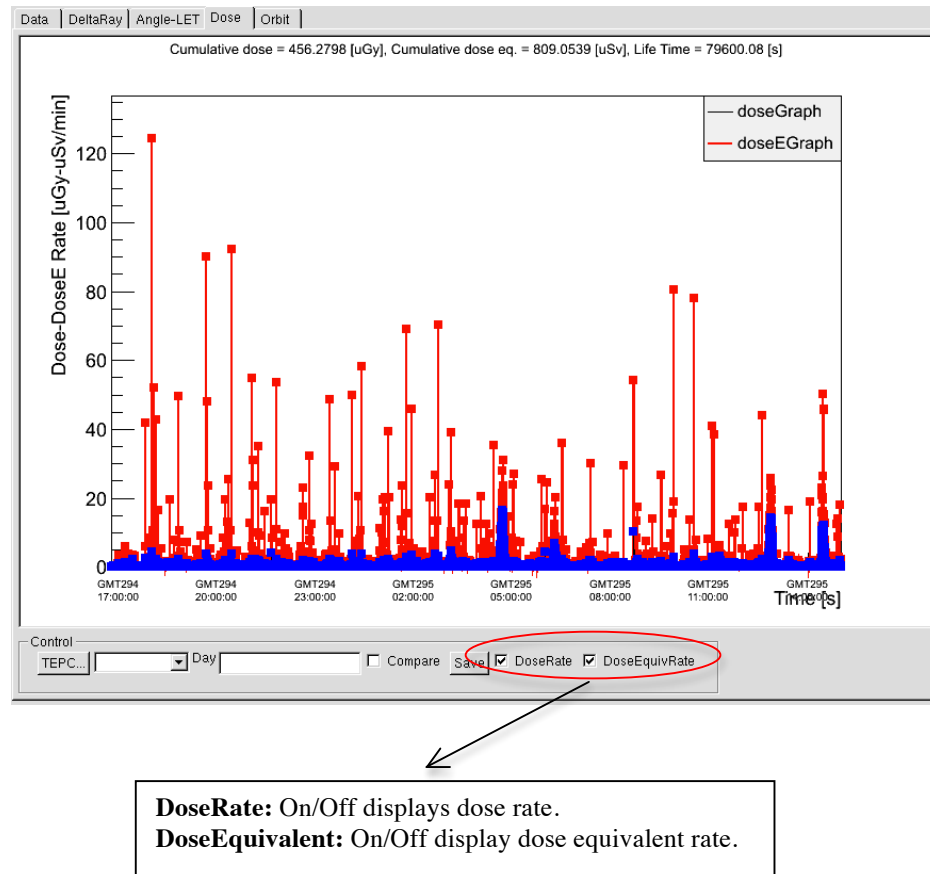 Data DeltaRay Angle-LET Dose Orbit
Cumulative dose = 456.2798 [uGy], Cumulative dose eq. = 809.0539 [uSv], Life Time = 79600.08 [s]
Dose-DoseE Rate [uGy-uSv/min]
doseGraph
doseEGraph
120
100
80
60
40
20
0
GMT294 GMT294 GMT294 GMT295 GMT295 GMT295 GMT295 GMT295
17:00:00 20:00:00 23:00:00 02:00:00 05:00:00 08:00:00 11:00:00
Time [s]
Control
TEPC... Day Compare Save DoseRate DoseEquivRate
DoseRate: On/Off displays dose rate.
DoseEquivalent: On/Off display dose equivalent rate.